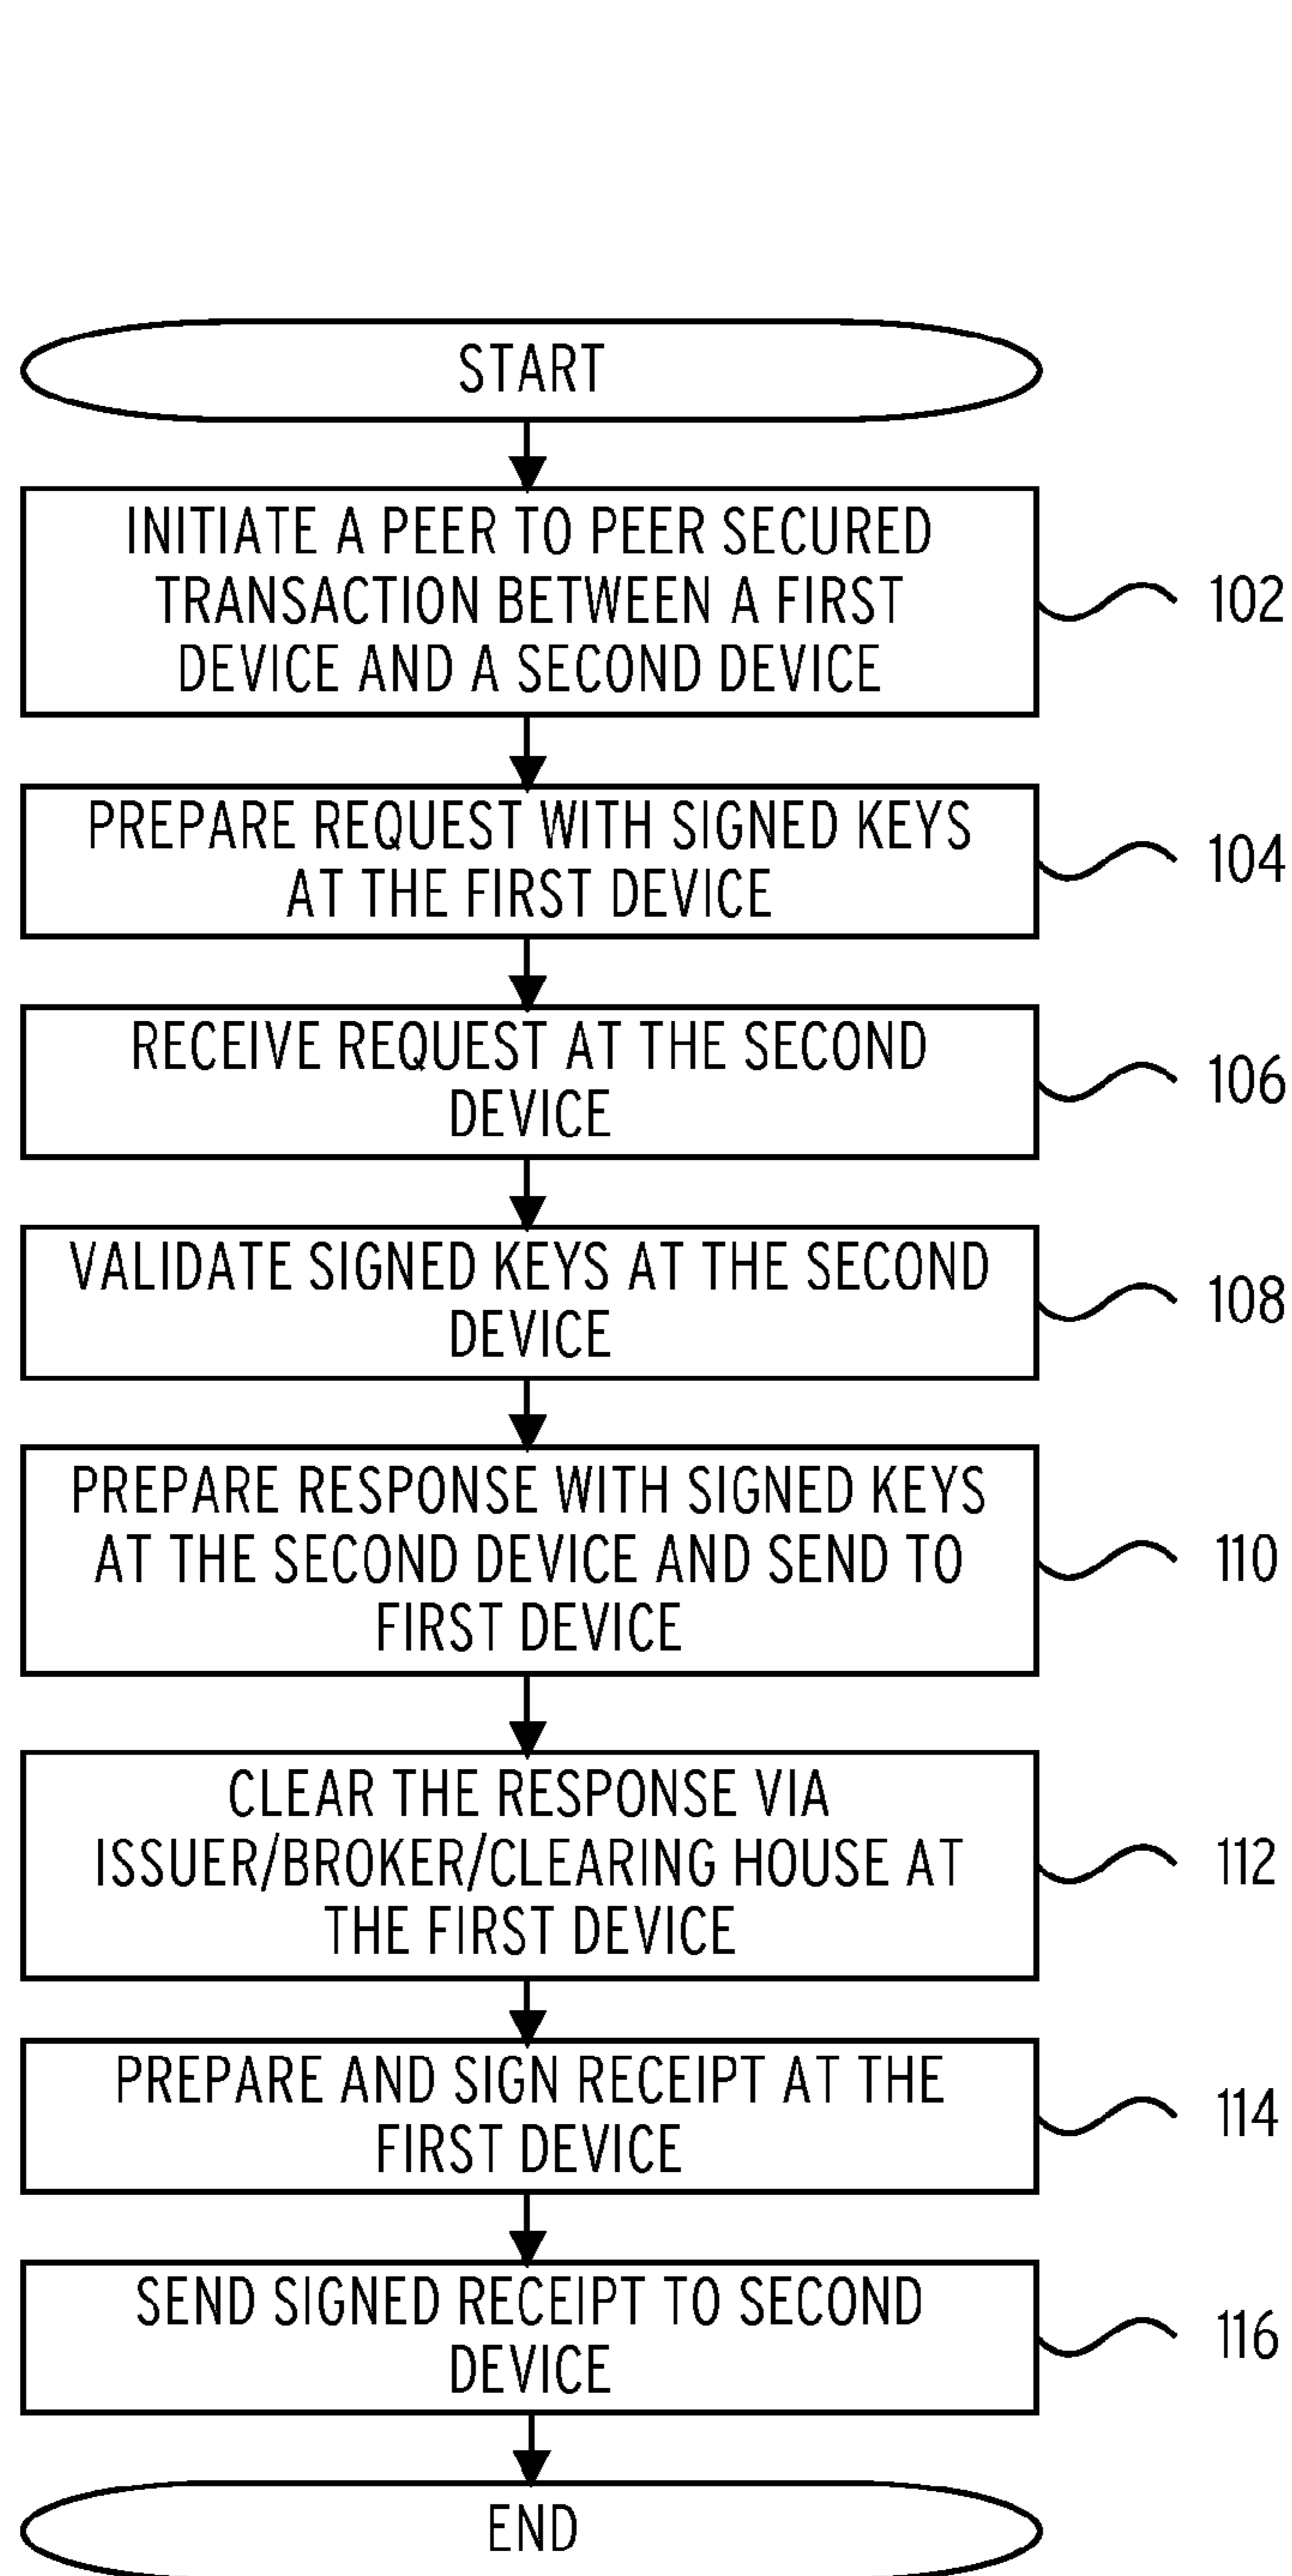 START
INITIATE A PEER TO PEER SECURED
TRANSACTION BETWEEN A FIRST
DEVICE AND A SECOND DEVICE
102
PREPARE REQUEST WITH SIGNED KEYS
AT THE FIRST DEVICE
104
RECEIVE REQUEST AT THE SECOND
DEVICE
106
VALIDATE SIGNED KEYS AT THE SECOND
DEVICE
108
PREPARE RESPONSE WITH SIGNED KEYS
AT THE SECOND DEVICE AND SEND TO
FIRST DEVICE
110
CLEAR THE RESPONSE VIA
ISSUER/BROKER/CLEARING HOUSE AT
THE FIRST DEVICE
112
PREPARE AND SIGN RECEIPT AT THE
FIRST DEVICE
114
SEND SIGNED RECEIPT TO SECOND
DEVICE
116
END